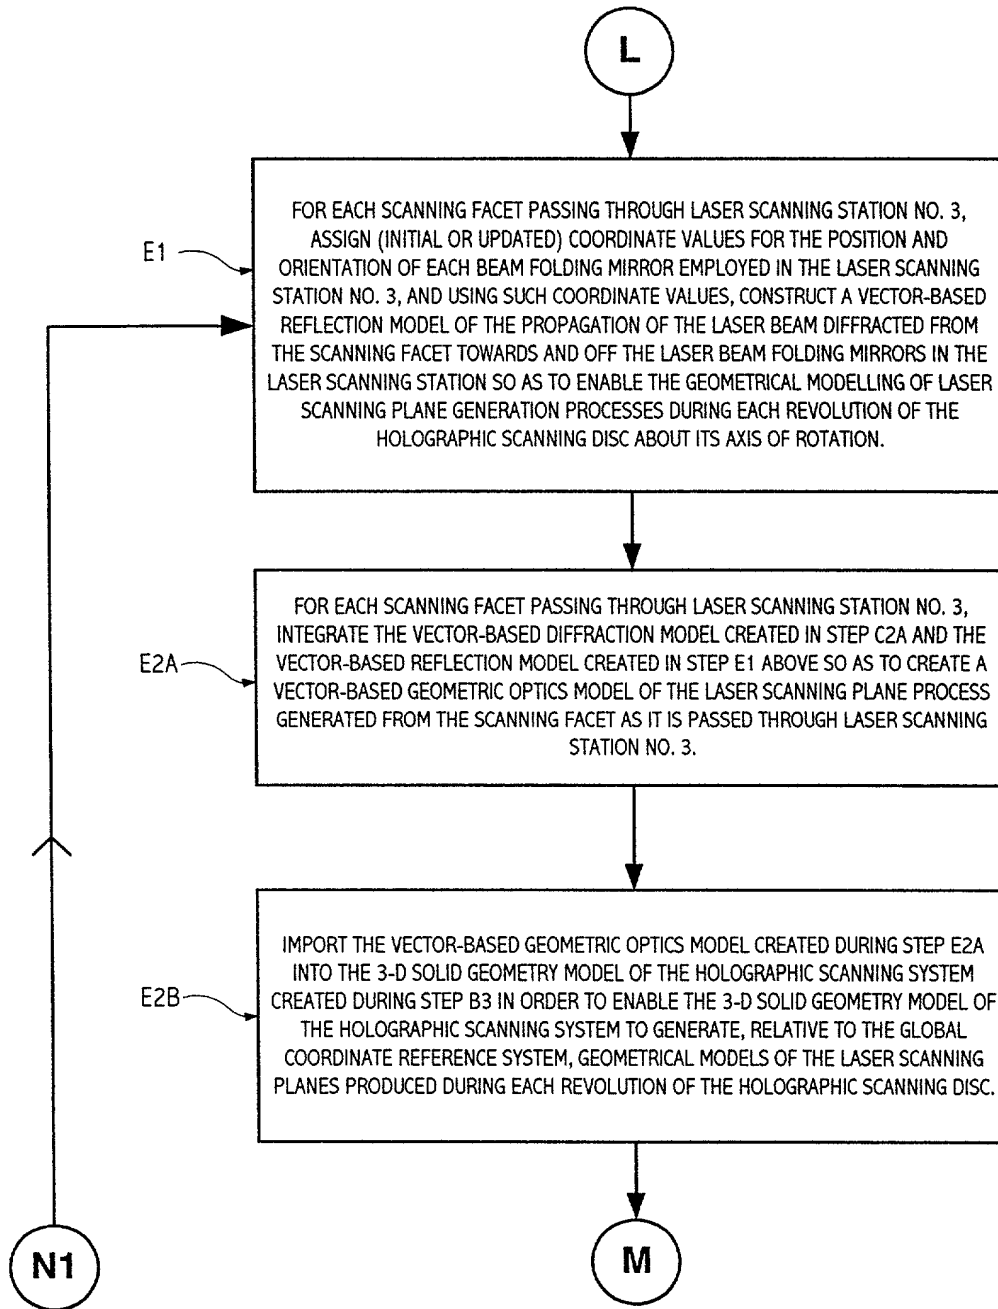 L
E1
FOR EACH SCANNING FACET PASSING THROUGH LASER SCANNING STATION NO. 3,
ASSIGN (INITIAL OR UPDATED) COORDINATE VALUES FOR THE POSITION AND
ORIENTATION OF EACH BEAM FOLDING MIRROR EMPLOYED IN THE LASER SCANNING
STATION NO. 3, AND USING SUCH COORDINATE VALUES, CONSTRUCT A VECTOR-BASED
REFLECTION MODEL OF THE PROPAGATION OF THE LASER BEAM DIFFRACTED FROM
THE SCANNING FACET TOWARDS AND OFF THE LASER BEAM FOLDING MIRRORS IN THE
LASER SCANNING STATION SO AS TO ENABLE THE GEOMETRICAL MODELLING OF LASER
SCANNING PLANE GENERATION PROCESSES DURING EACH REVOLUTION OF THE
HOLOGRAPHIC SCANNING DISC ABOUT ITS AXIS OF ROTATION.
E2A
FOR EACH SCANNING FACET PASSING THROUGH LASER SCANNING STATION NO. 3,
INTEGRATE THE VECTOR-BASED DIFFRACTION MODEL CREATED IN STEP C2A AND THE
VECTOR-BASED REFLECTION MODEL CREATED IN STEP E1 ABOVE SO AS TO CREATE A
VECTOR-BASED GEOMETRIC OPTICS MODEL OF THE LASER SCANNING PLANE PROCESS
GENERATED FROM THE SCANNING FACET AS IT IS PASSED THROUGH LASER SCANNING
STATION NO. 3.
E2B
IMPORT THE VECTOR-BASED GEOMETRIC OPTICS MODEL CREATED DURING STEP E2A
INTO THE 3-D SOLID GEOMETRY MODEL OF THE HOLOGRAPHIC SCANNING SYSTEM
CREATED DURING STEP B3 IN ORDER TO ENABLE THE 3-D SOLID GEOMETRY MODEL OF
THE HOLOGRAPHIC SCANNING SYSTEM TO GENERATE, RELATIVE TO THE GLOBAL
COORDINATE REFERENCE SYSTEM, GEOMETRICAL MODELS OF THE LASER SCANNING
PLANES PRODUCED DURING EACH REVOLUTION OF THE HOLOGRAPHIC SCANNING DISC.
N1
M